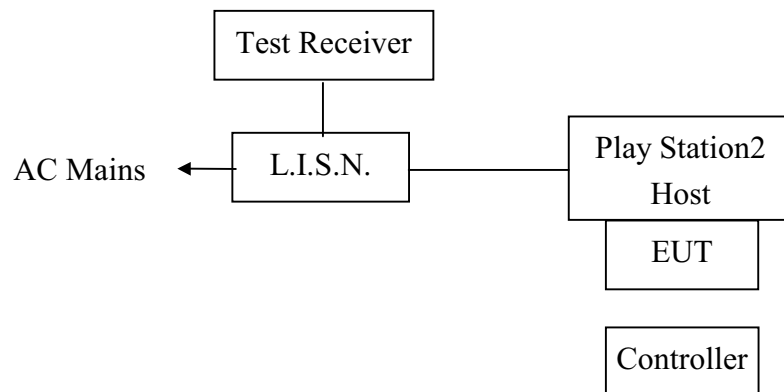 Test Receiver
AC Mains
L.I.S.N.
Play Station2
Host
EUT
Controller